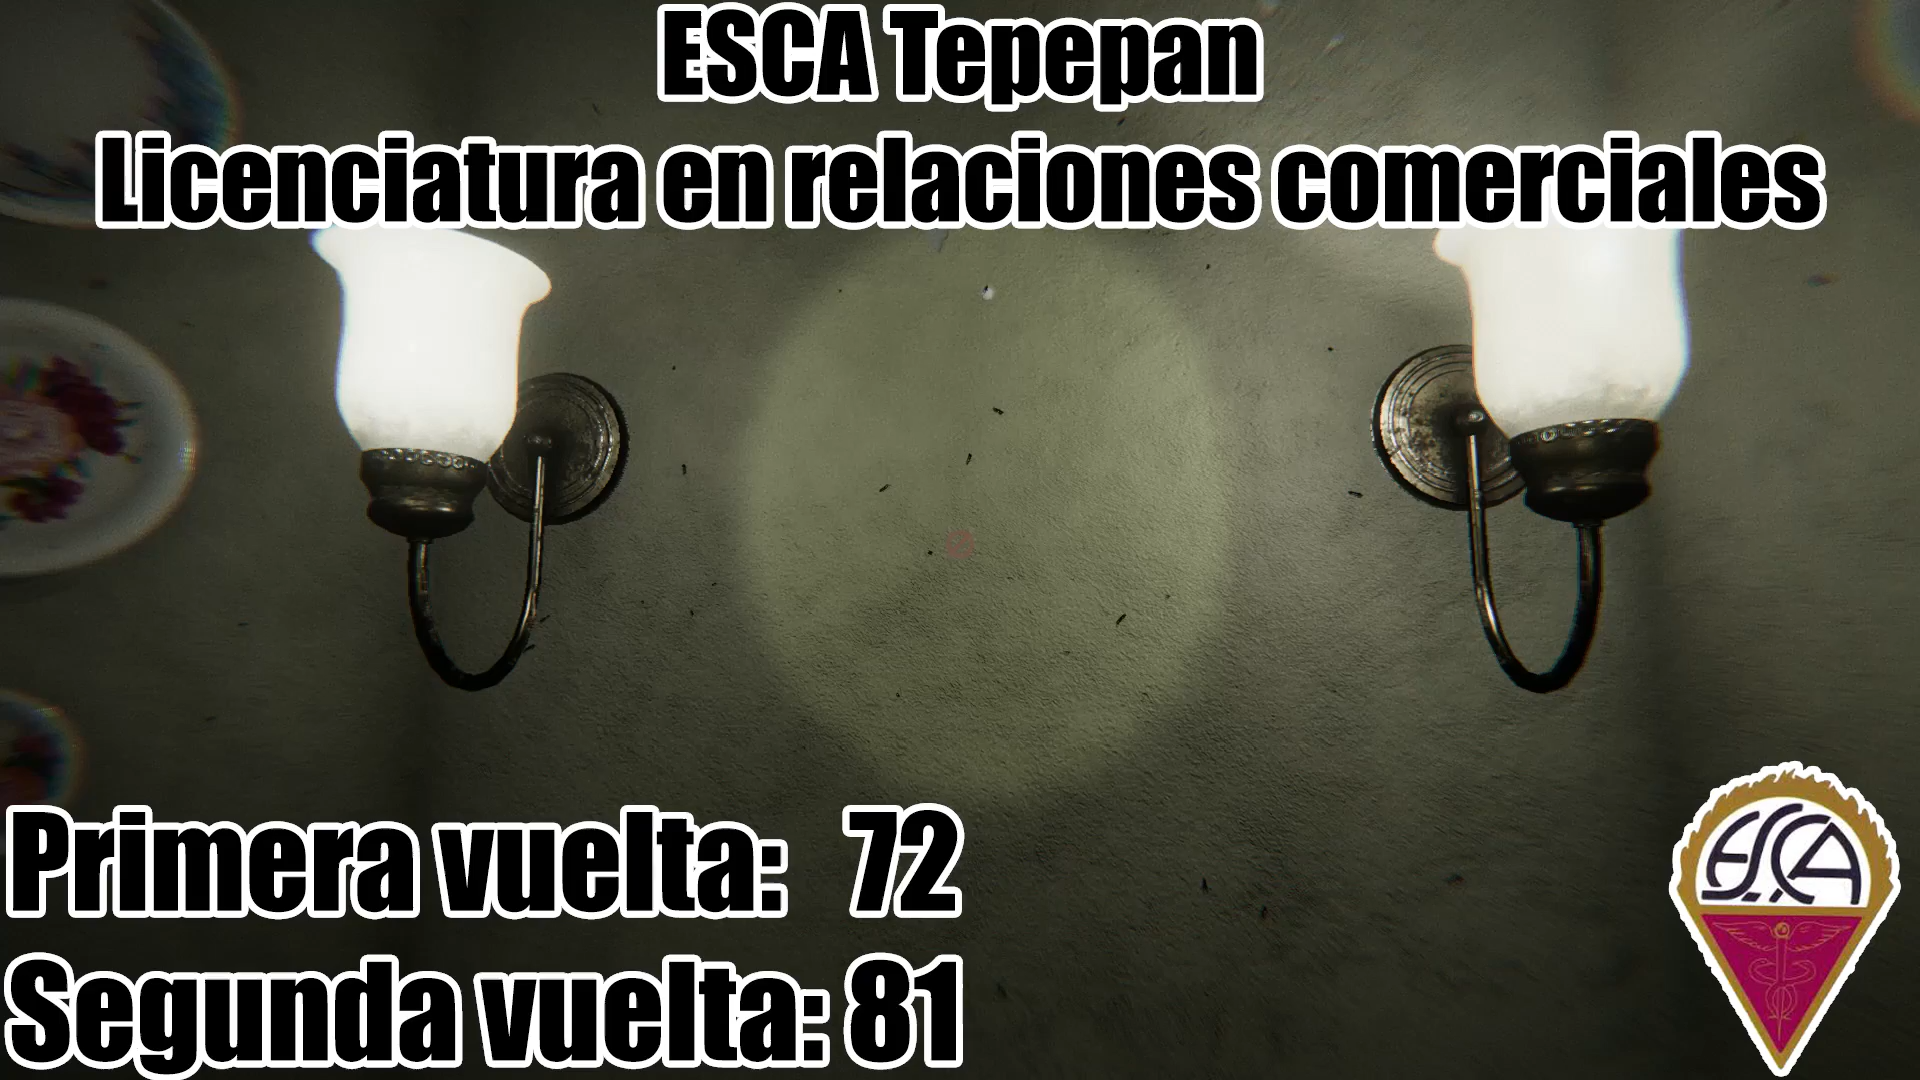 ESCA Tepepan
Licenciatura en relaciones comerciales
Primera vuelta: 72
Segunda vuelta: 81
ESCA